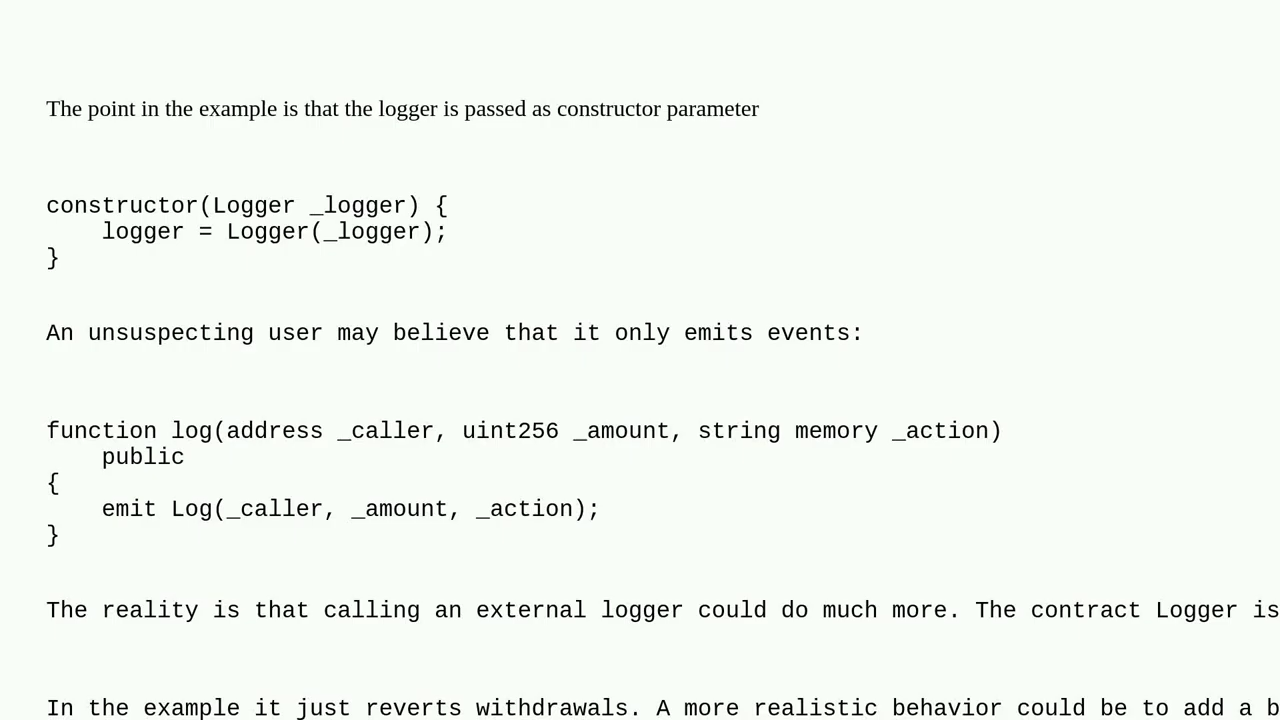 The point in the example is that the logger is passed as constructor parameter
constructor(Logger _logger) {
    logger = Logger(_logger);
}
An unsuspecting user may believe that it only emits events:
function log(address _caller, uint256 _amount, string memory _action)
    public
{
    emit Log(_caller, _amount, _action);
}
The reality is that calling an external logger could do much more. The contract Logger is
In the example it just reverts withdrawals. A more realistic behavior could be to add a